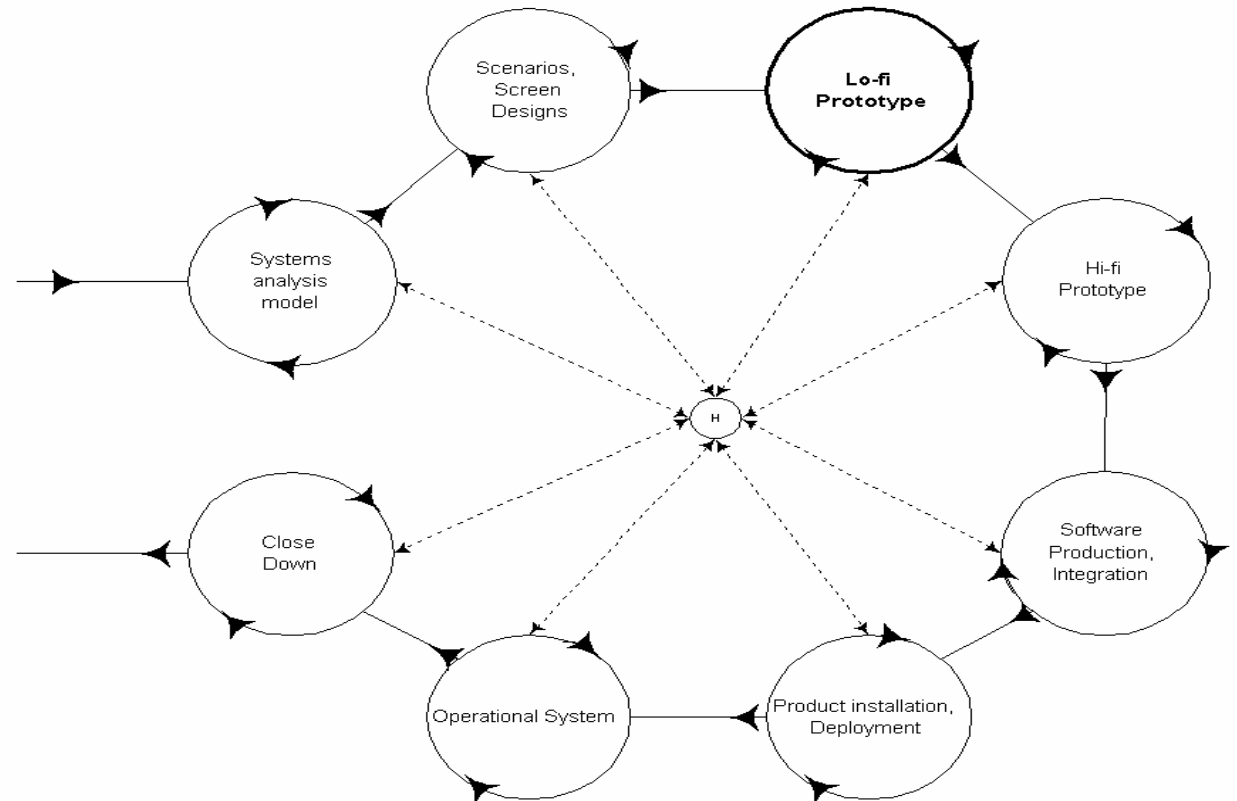 Scenarios,
Screen
Designs
Lo-fi
Prototype
Systems
analysis
model
Hi-fi
Prototype
H
Software
Production,
Integration
Close
Down
Operational System
Product installation,
Deployment